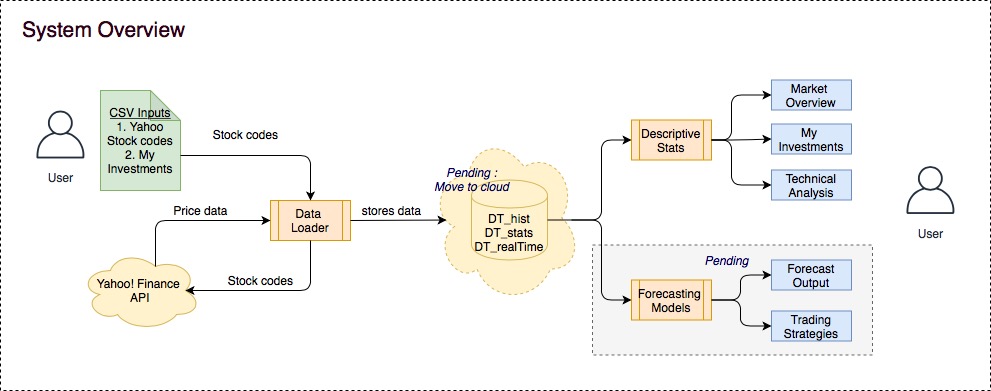 System Overview
CSV Inputs
1. Yahoo
Stock codes
2. My
Investments
User
Stock codes
Price data
Data
Loader
stores data
Stock codes
Yahoo! Finance
API
Pending :
Move to cloud
DT_hist
DT_stats
DT_realTime
Descriptive
Stats
Market
Overview
My
Investments
Technical
Analysis
User
Pending
Forecasting
Models
Forecast
Output
Trading
Strategies